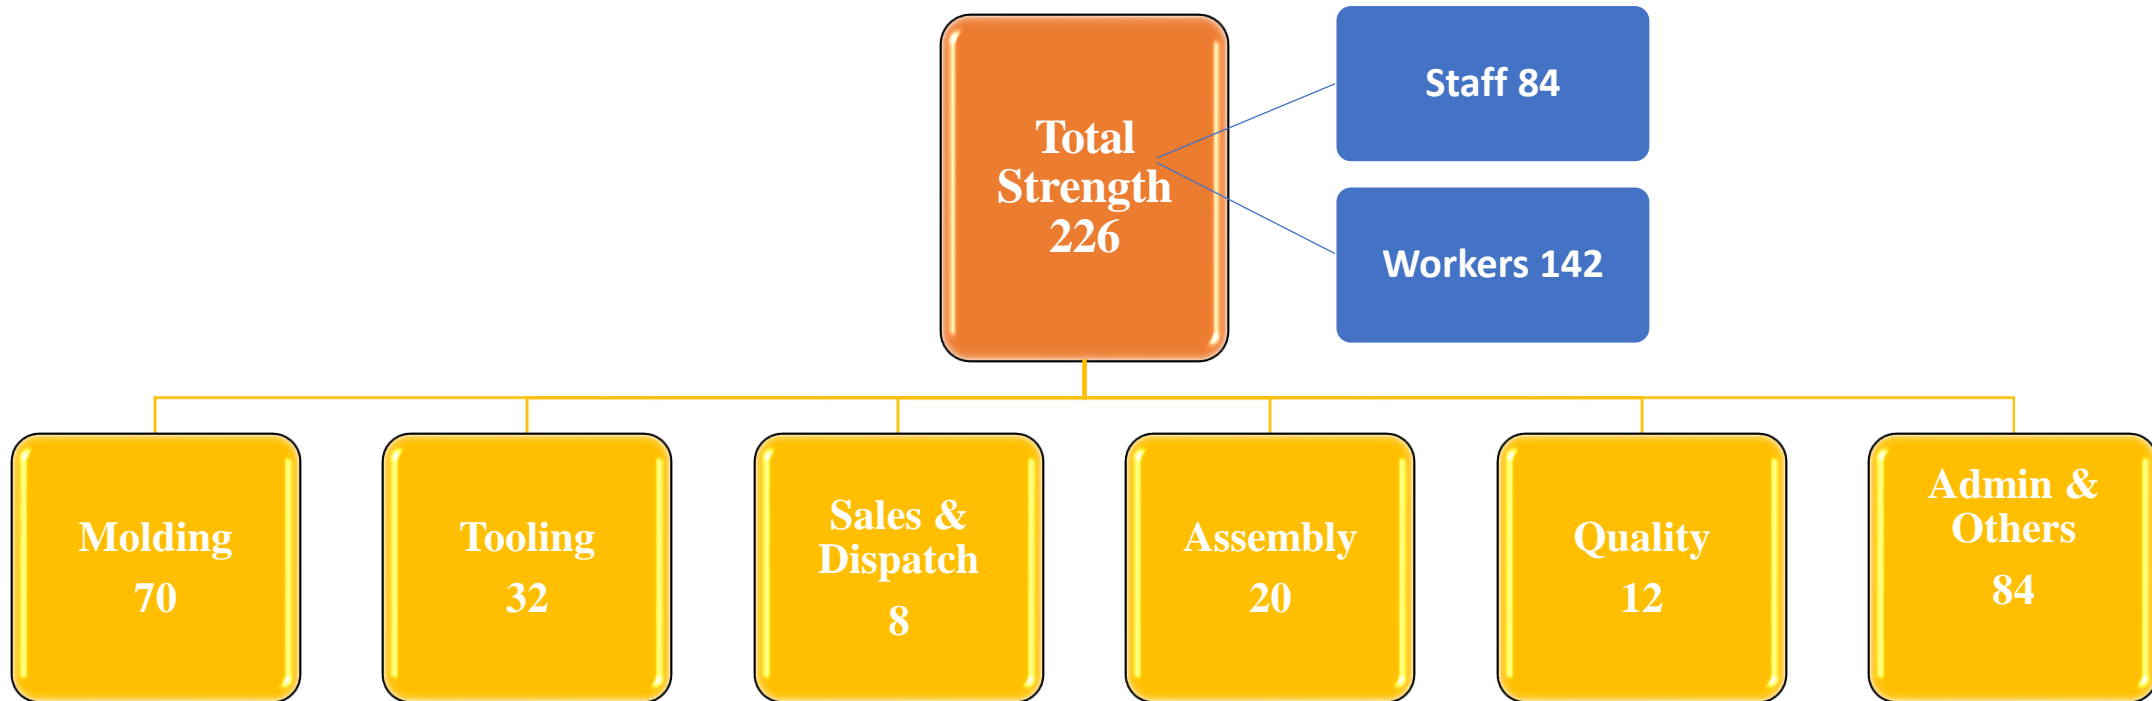 Total
Strength
226
Staff 84
Workers 142
Molding
70
Tooling
32
Sales &
Dispatch
8
Assembly
20
Quality
12
Admin &
Others
84